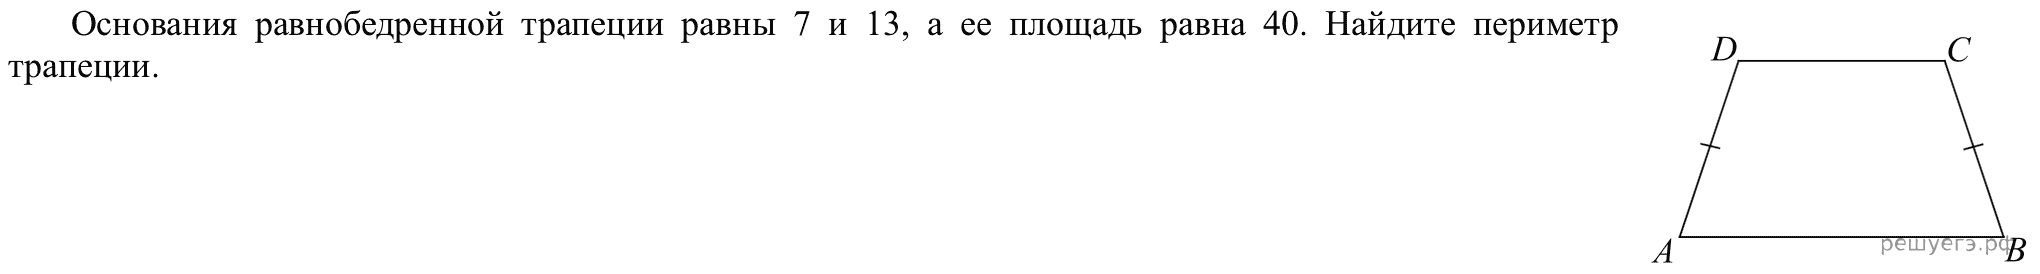 Основания равнобедренной трапеции равны 7 и 13, а ее площадь равна 40. Найдите периметр
трапеции.
D
C
A
B
решуегэ.рф